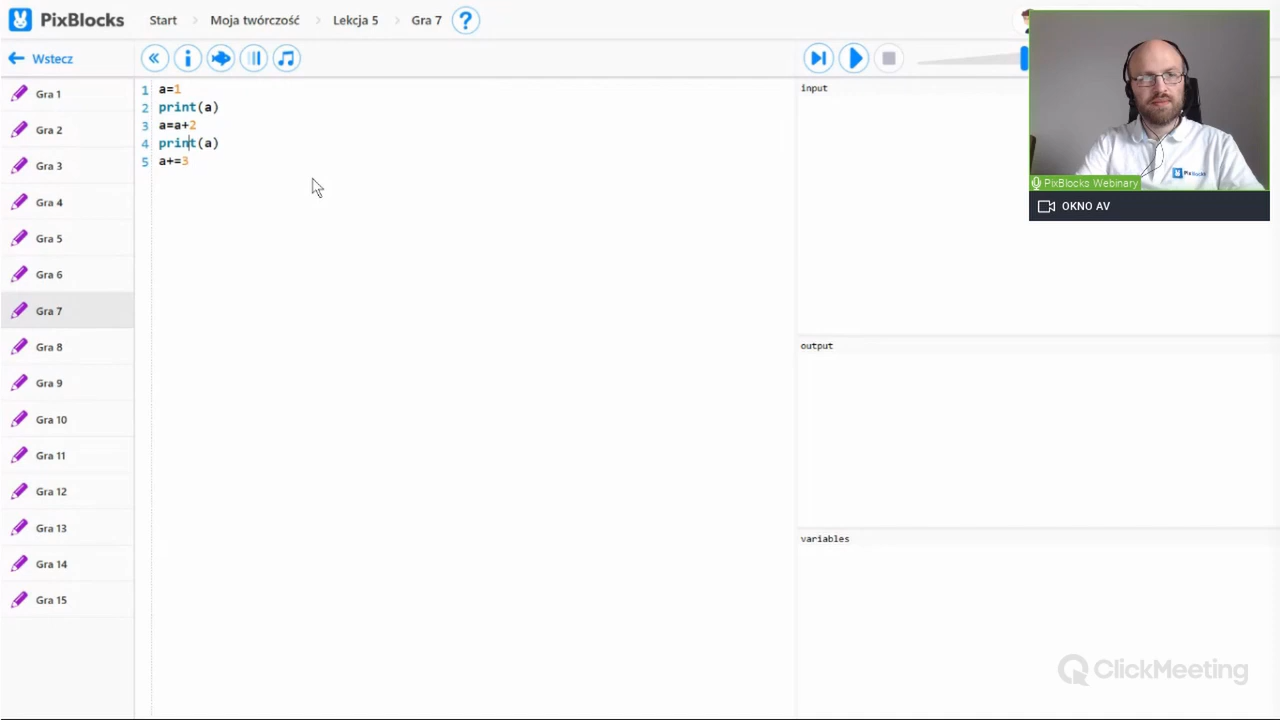 PixBlocks Start Moja twórczość Lekcja 5 Gra 7 ?
Wstecz
Gra 1
Gra 2
Gra 3
Gra 4
Gra 5
Gra 6
Gra 7
Gra 8
Gra 9
Gra 10
Gra 11
Gra 12
Gra 13
Gra 14
Gra 15
1 a=1
2 print(a)
3 a=a+2
4 print(a)
5 a+=3
input
output
variables
PixBlocks
PixBlocks Webinary
OKNO AV
ClickMeeting